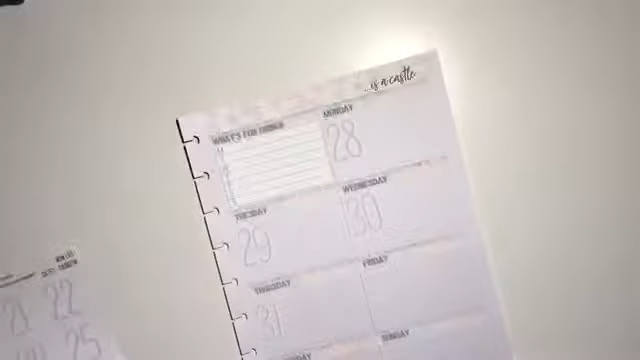 ...is a castle
WHAT'S FOR DINNER
MONDAY
28
TUESDAY
29
WEDNESDAY
30
THURSDAY
31
FRIDAY
SUNDAY
21
22
25